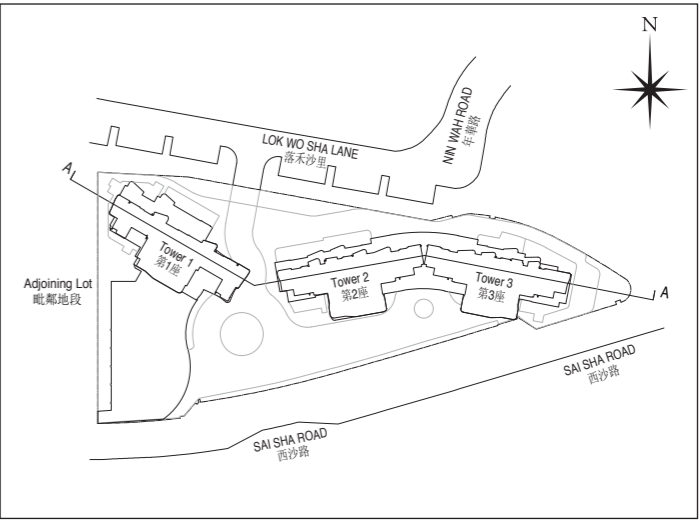 N
LOK WO SHA LANE
落禾沙里
NIN WAH ROAD
年華路
A
Tower 1
第1座
Adjoining Lot
毗鄰地段
Tower 2
第2座
Tower 3
第3座
A
SAI SHA ROAD
西沙路
SAI SHA ROAD
西沙路